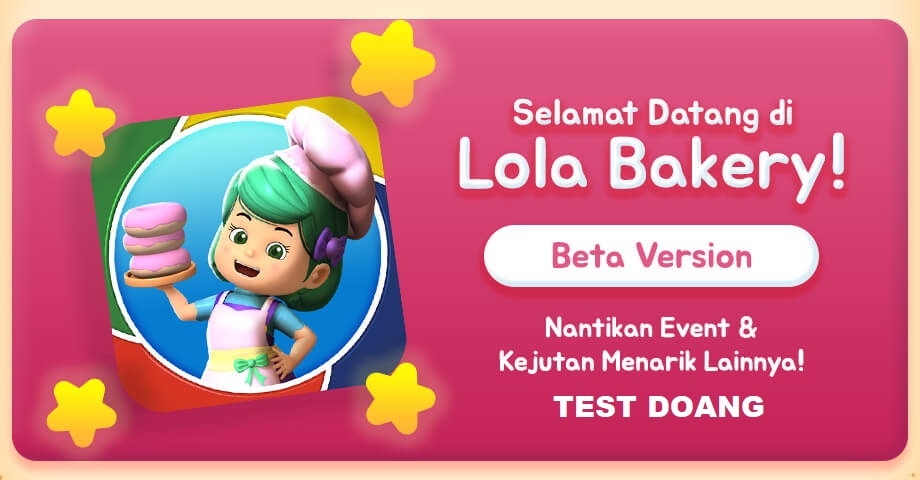 Selamat Datang di
Lola Bakery!
Beta Version
Nantikan Event &
Kejutan Menarik Lainnya!
TEST DOANG